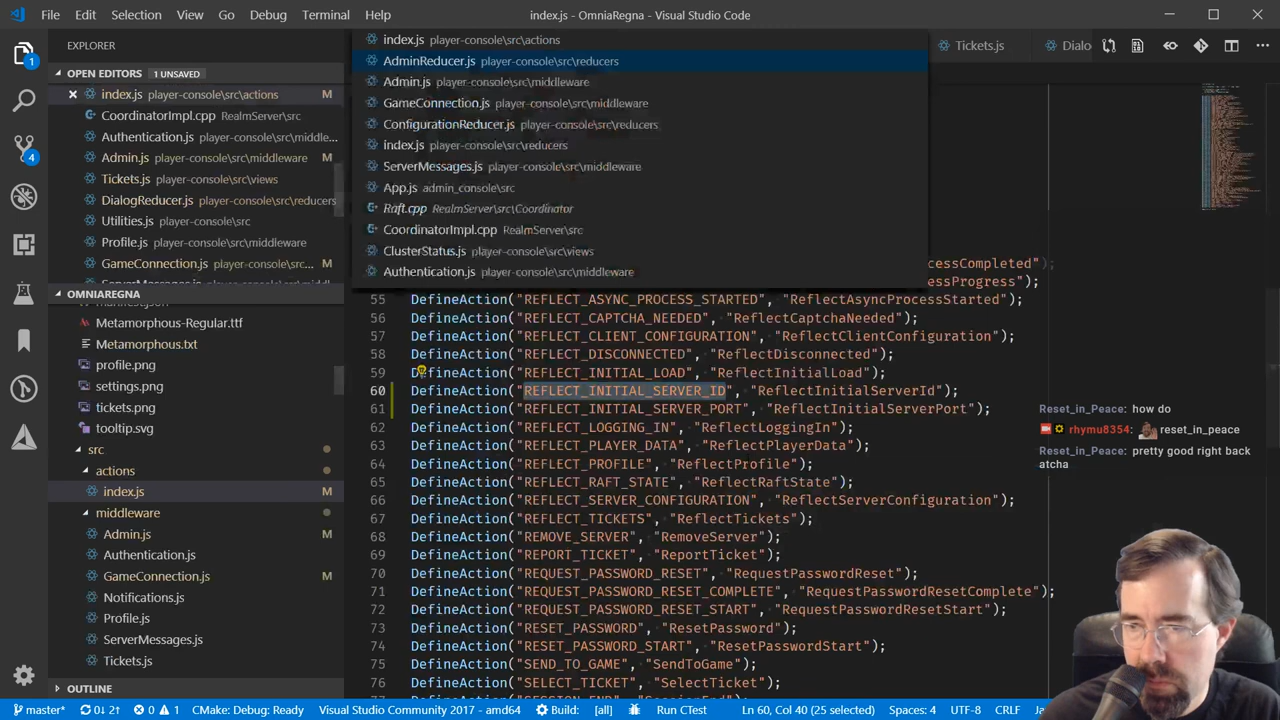 File Edit Selection View Go Debug Terminal Help
index.js - OmniaRegna - Visual Studio Code
EXPLORER
Tickets.js
Dialo
OPEN EDITORS 1 UNSAVED
index.js player-console\src\actions M
CoordinatorImpl.cpp RealmServer\src
Authentication.js player-console\src\middle...
Admin.js player-console\src\middleware M
Tickets.js player-console\src\views
DialogReducer.js player-console\src\reducers
Utilities.js player-console\src
Profile.js player-console\src\middleware
GameConnection.js player-console\src\... M
OMNIAREGNA
Metamorphous-Regular.ttf
Metamorphous.txt
profile.png
settings.png
tickets.png
tooltip.svg
src
actions
index.js M
middleware
Admin.js M
Authentication.js
GameConnection.js M
Notifications.js
Profile.js
ServerMessages.js
Tickets.js
OUTLINE
1
4
index.js player-console\src\actions
AdminReducer.js player-console\src\reducers
Admin.js player-console\src\middleware
GameConnection.js player-console\src\middleware
ConfigurationReducer.js player-console\src\reducers
index.js player-console\src\reducers
ServerMessages.js player-console\src\middleware
App.js admin_console\src
Raft.cpp RealmServer\src\Coordinator
CoordinatorImpl.cpp RealmServer\src
ClusterStatus.js player-console\src\views
Authentication.js player-console\src\middleware
ocessCompleted");
sProgress");
55 DefineAction("REFLECT_ASYNC_PROCESS_STARTED", "ReflectAsyncProcessStarted");
56 DefineAction("REFLECT_CAPTCHA_NEEDED", "ReflectCaptchaNeeded");
57 DefineAction("REFLECT_CLIENT_CONFIGURATION", "ReflectClientConfiguration");
58 DefineAction("REFLECT_DISCONNECTED", "ReflectDisconnected");
59 DefineAction("REFLECT_INITIAL_LOAD", "ReflectInitialLoad");
60 DefineAction("REFLECT_INITIAL_SERVER_ID", "ReflectInitialServerId");
61 DefineAction("REFLECT_INITIAL_SERVER_PORT", "ReflectInitialServerPort");
62 DefineAction("REFLECT_LOGGING_IN", "ReflectLoggingIn");
63 DefineAction("REFLECT_PLAYER_DATA", "ReflectPlayerData");
64 DefineAction("REFLECT_PROFILE", "ReflectProfile");
65 DefineAction("REFLECT_RAFT_STATE", "ReflectRaftState");
66 DefineAction("REFLECT_SERVER_CONFIGURATION", "ReflectServerConfiguration");
67 DefineAction("REFLECT_TICKETS", "ReflectTickets");
68 DefineAction("REMOVE_SERVER", "RemoveServer");
69 DefineAction("REPORT_TICKET", "ReportTicket");
70 DefineAction("REQUEST_PASSWORD_RESET", "RequestPasswordReset");
71 DefineAction("REQUEST_PASSWORD_RESET_COMPLETE", "RequestPasswordResetComplete");
72 DefineAction("REQUEST_PASSWORD_RESET_START", "RequestPasswordResetStart");
73 DefineAction("RESET_PASSWORD", "ResetPassword");
74 DefineAction("RESET_PASSWORD_START", "ResetPasswordStart");
75 DefineAction("SEND_TO_GAME", "SendToGame");
76 DefineAction("SELECT_TICKET", "SelectTicket");
Reset_in_Peace: how do
rhymu8354: reset_in_peace
Reset_in_Peace: pretty good right back
atcha
master* 0↓ 2↑ 0 1 CMake: Debug: Ready Visual Studio Community 2017 - amd64 Build: [all] Run CTest Ln 60, Col 40 (25 selected) Spaces: 4 UTF-8 CRLF